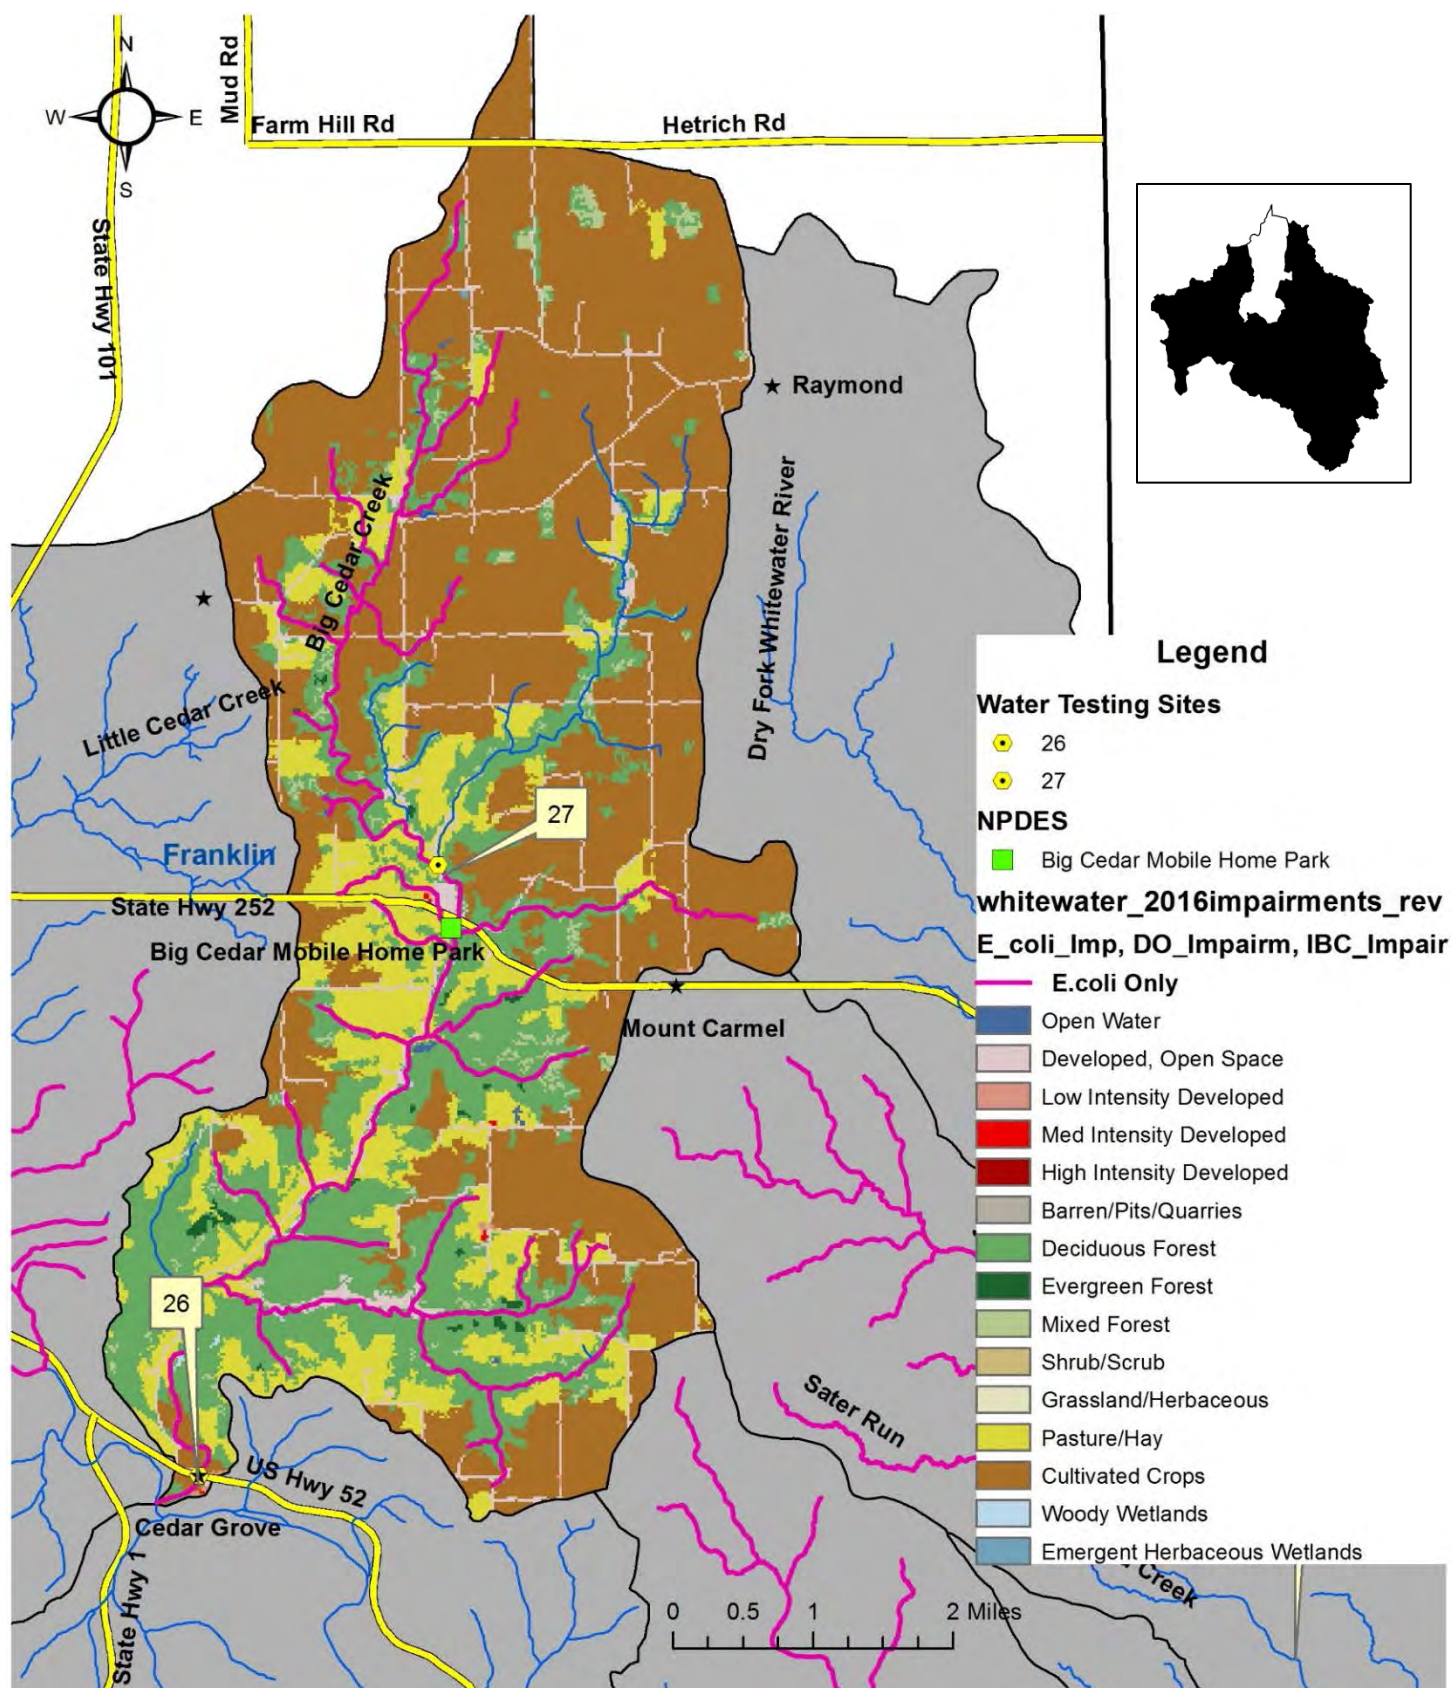 N
W
E
S
Mud Rd
Farm Hill Rd
Hetrich Rd
State Hwy 101
Raymond
Big Cedar Creek
Dry Fork Whitewater River
Little Cedar Creek
27
Franklin
State Hwy 252
Big Cedar Mobile Home Park
Mount Carmel
26
Sater Run
US Hwy 52
Cedar Grove
State Hwy 1
Creek
0 0.5 1 2 Miles
Legend
Water Testing Sites
26
27
NPDES
Big Cedar Mobile Home Park
whitewater_2016impairments_rev
E_coli_Imp, DO_Impairm, IBC_Impair
E.coli Only
Open Water
Developed, Open Space
Low Intensity Developed
Med Intensity Developed
High Intensity Developed
Barren/Pits/Quarries
Deciduous Forest
Evergreen Forest
Mixed Forest
Shrub/Scrub
Grassland/Herbaceous
Pasture/Hay
Cultivated Crops
Woody Wetlands
Emergent Herbaceous Wetlands